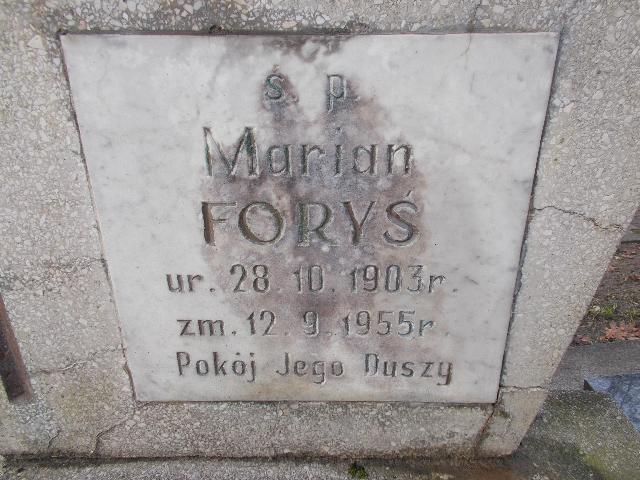 ś. p.
Marian
FORYŚ
ur. 28. 10. 1903r.
zm. 12. 9. 1955r.
Pokój Jego Duszy